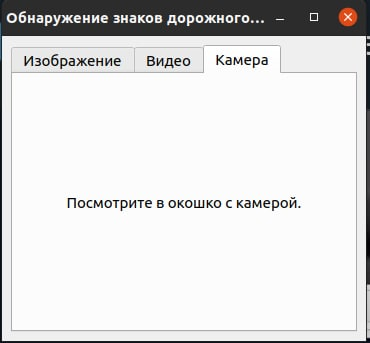 Обнаружение знаков дорожного...
Изображение Видео Камера
Посмотрите в окошко с камерой.